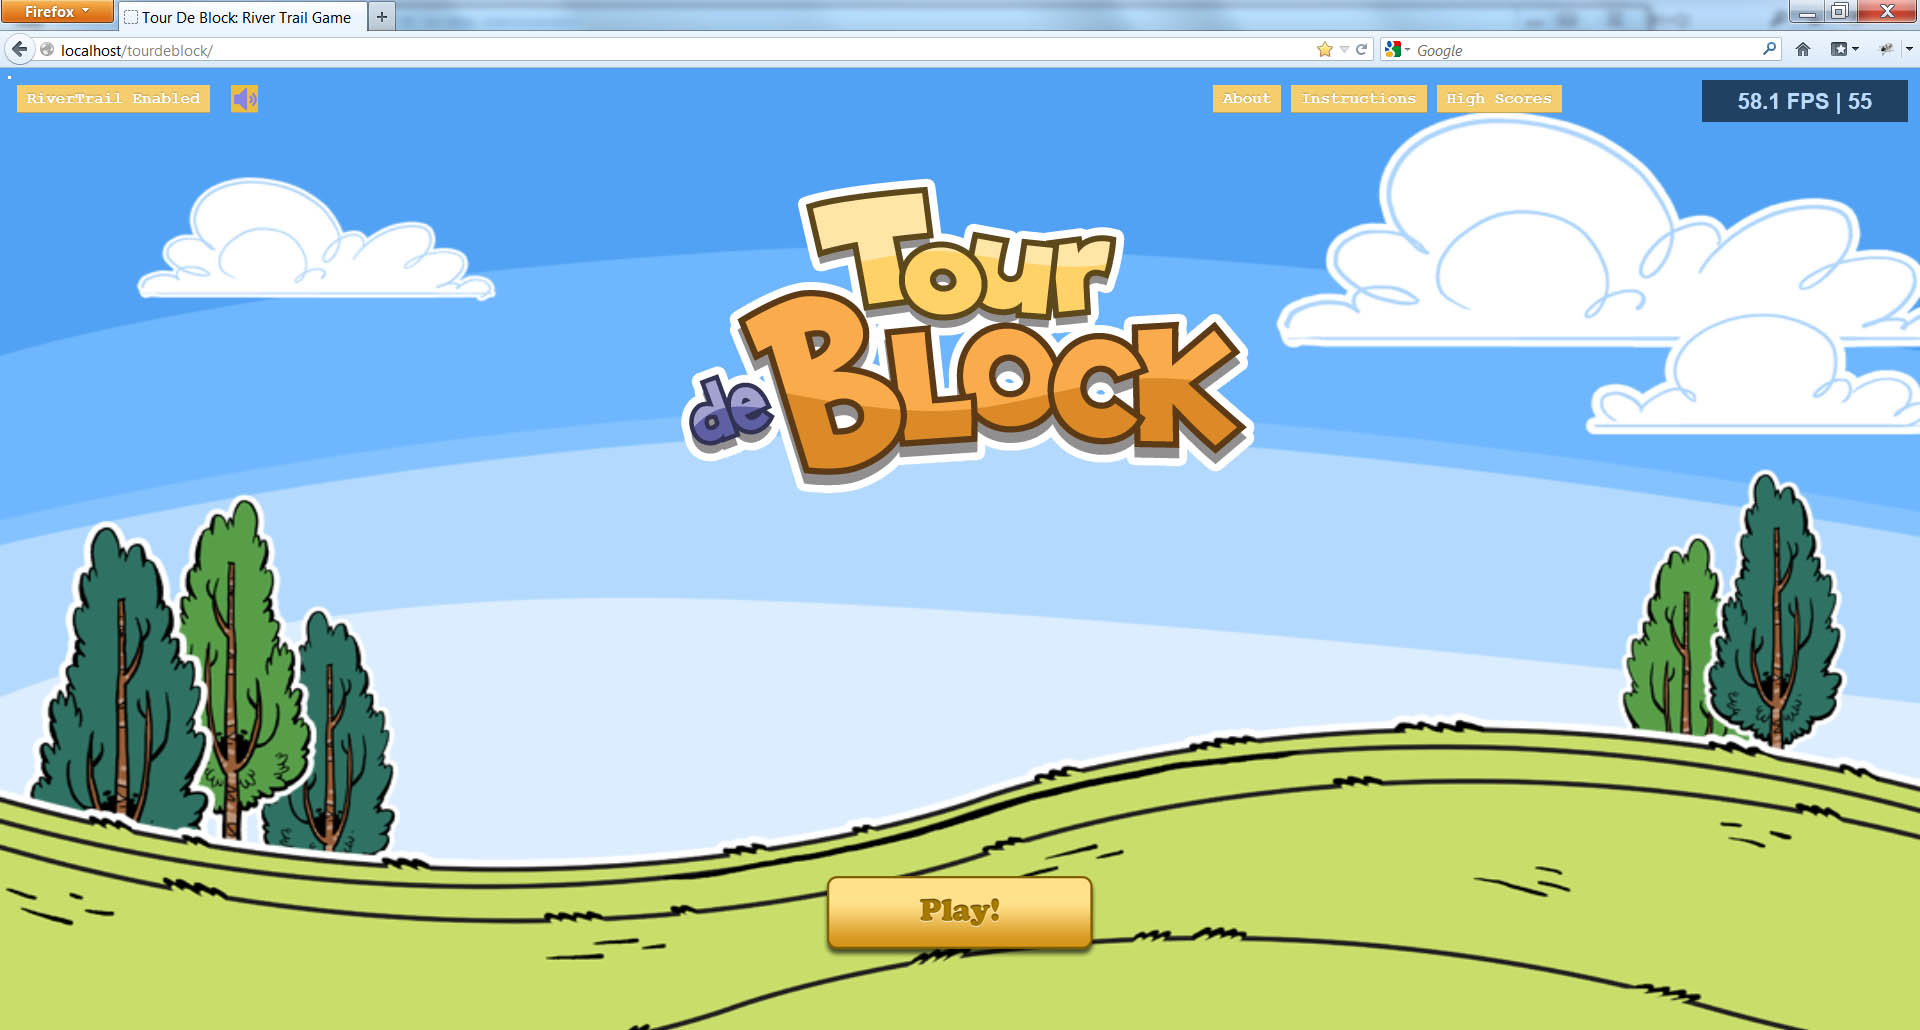 Firefox
Tour De Block: River Trail Game
localhost/tourdeblock/
Google
RiverTrail Enabled
About
Instructions
High Scores
58.1 FPS | 55
Tour
de BLOCK
Play!